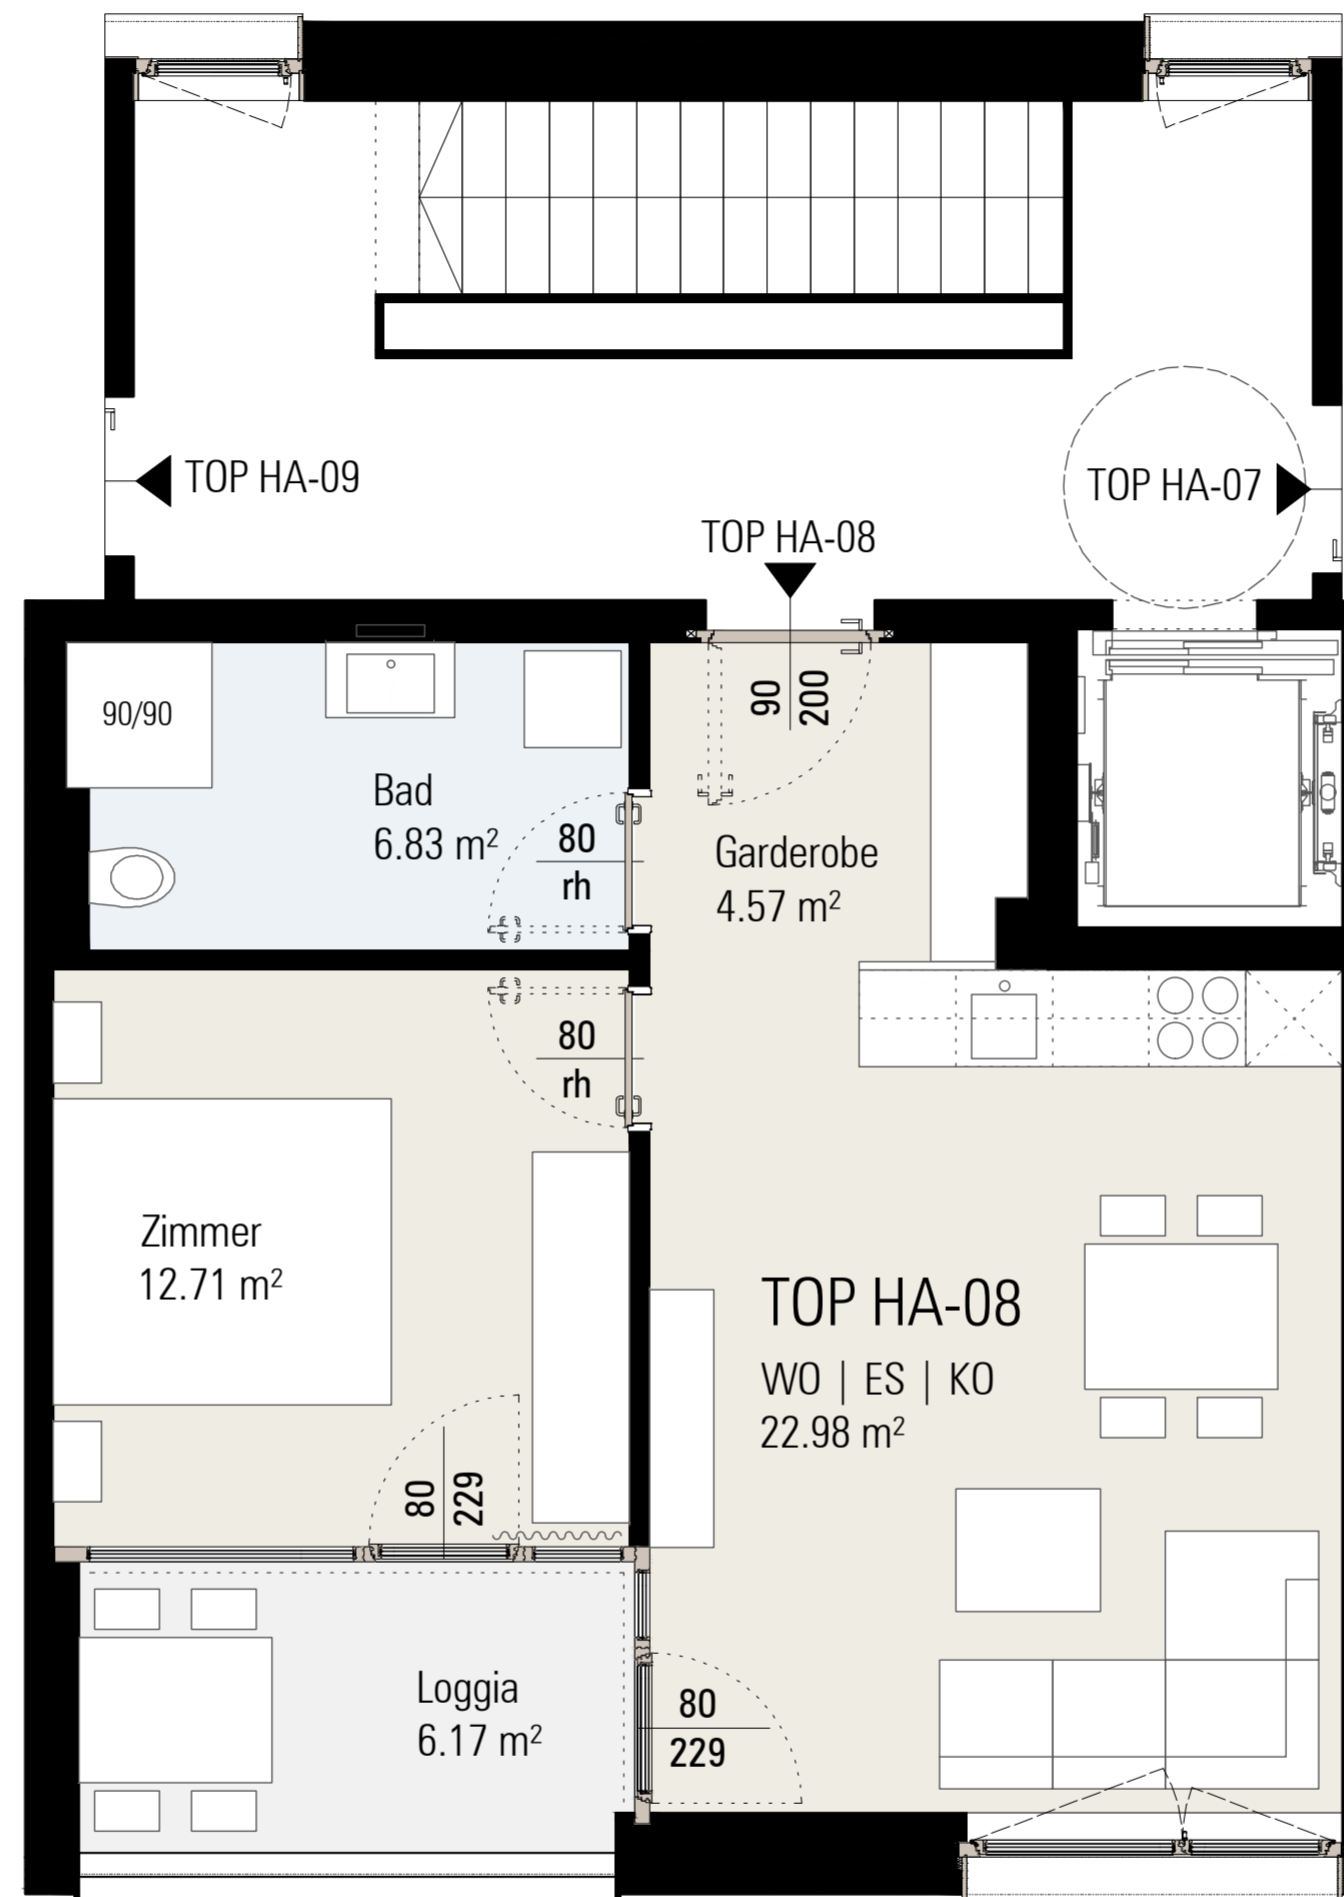 TOP HA-09
TOP HA-07
TOP HA-08
90
200
90/90
Bad
6.83 m²
80
rh
Garderobe
4.57 m²
80
rh
Zimmer
12.71 m²
TOP HA-08
WO | ES | KO
22.98 m²
80
229
Loggia
6.17 m²
80
229